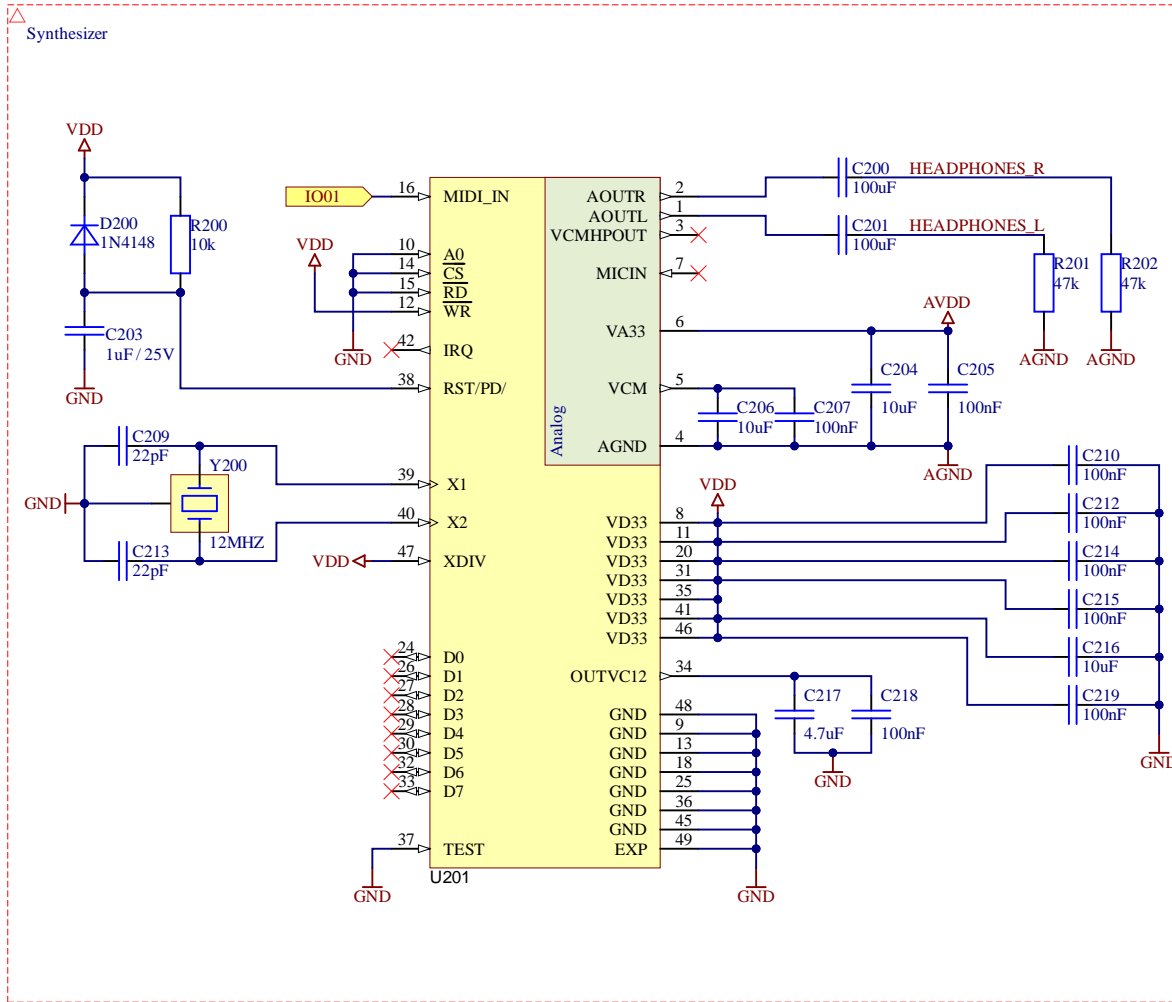 Synthesizer
VDD
D200
1N4148
R200
10k
C203
1uF / 25V
GND
IO01
VDD
GND
C209
22pF
Y200
12MHZ
C213
22pF
GND
VDD
GND
16 MIDI_IN
10 A0
14 CS
15 RD
12 WR
42 IRQ
38 RST/PD/
39 X1
40 X2
47 XDIV
24 D0
26 D1
27 D2
28 D3
29 D4
30 D5
32 D6
33 D7
37 TEST
U201
Analog
AOUTR 2
AOUTL 1
VCMHPOUT 3
MICIN 7
VA33 6
VCM 5
AGND 4
VD33 8
VD33 11
VD33 20
VD33 31
VD33 35
VD33 41
VD33 46
OUTVC12 34
GND 48
GND 9
GND 13
GND 18
GND 25
GND 36
GND 45
EXP 49
GND
C200
100uF
HEADPHONES_R
C201
100uF
HEADPHONES_L
R201
47k
R202
47k
AGND
AGND
AVDD
C204
10uF
C205
100nF
C206
10uF
C207
100nF
AGND
VDD
C210
100nF
C212
100nF
C214
100nF
C215
100nF
C216
10uF
C219
100nF
GND
C217
4.7uF
C218
100nF
GND